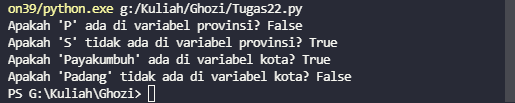 on39/python.exe g:/Kuliah/Ghozi/Tugas22.py
Apakah 'P' ada di variabel provinsi? False
Apakah 'S' tidak ada di variabel provinsi? True
Apakah 'Payakumbuh' ada di variabel kota? True
Apakah 'Padang' tidak ada di variabel kota? False
PS G:\Kuliah\Ghozi>